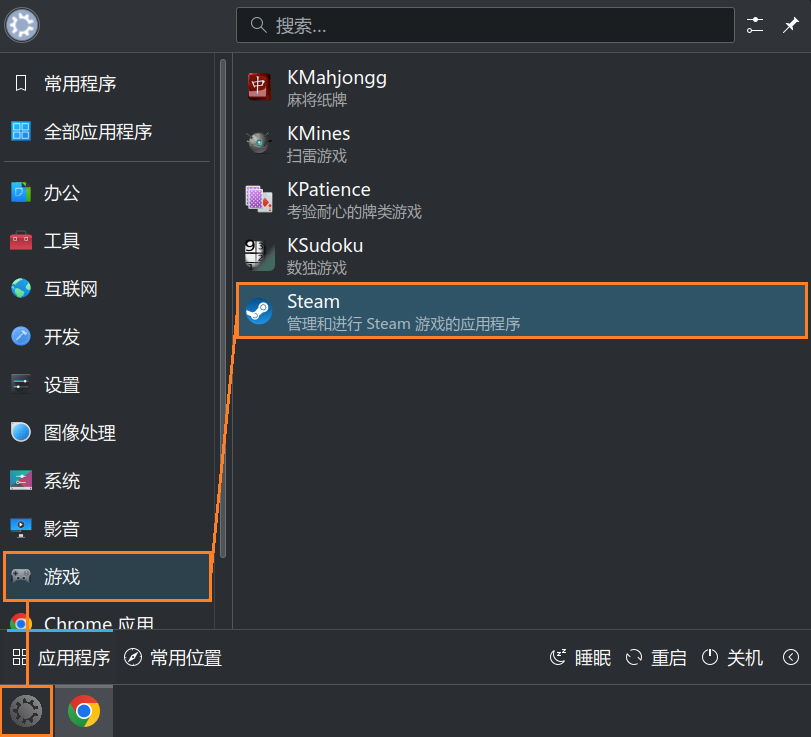 搜索...
常用程序
全部应用程序
办公
工具
互联网
开发
设置
图像处理
系统
影音
游戏
Chrome 应用
KMahjongg
麻将纸牌
KMines
扫雷游戏
KPatience
考验耐心的牌类游戏
KSudoku
数独游戏
Steam
管理和进行 Steam 游戏的应用程序
应用程序
常用位置
睡眠
重启
关机